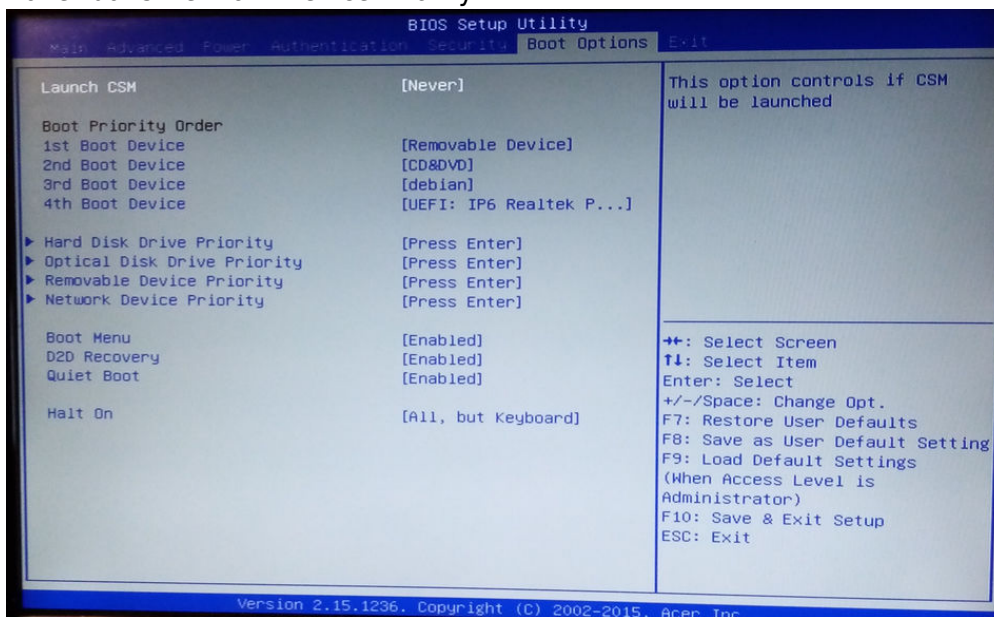 BIOS Setup Utility
Main Advanced Power Authentication Security Boot Options Exit
Launch CSM [Never]
Boot Priority Order
1st Boot Device [Removable Device]
2nd Boot Device [CD&DVD]
3rd Boot Device [debian]
4th Boot Device [UEFI: IP6 Realtek P...]
Hard Disk Drive Priority [Press Enter]
Optical Disk Drive Priority [Press Enter]
Removable Device Priority [Press Enter]
Network Device Priority [Press Enter]
Boot Menu [Enabled]
D2D Recovery [Enabled]
Quiet Boot [Enabled]
Halt On [All, but Keyboard]
This option controls if CSM
will be launched
→←: Select Screen
↑↓: Select Item
Enter: Select
+/-/Space: Change Opt.
F7: Restore User Defaults
F8: Save as User Default Setting
F9: Load Default Settings
(When Access Level is
Administrator)
F10: Save & Exit Setup
ESC: Exit
Version 2.15.1236. Copyright (C) 2002-2015, Acer Inc